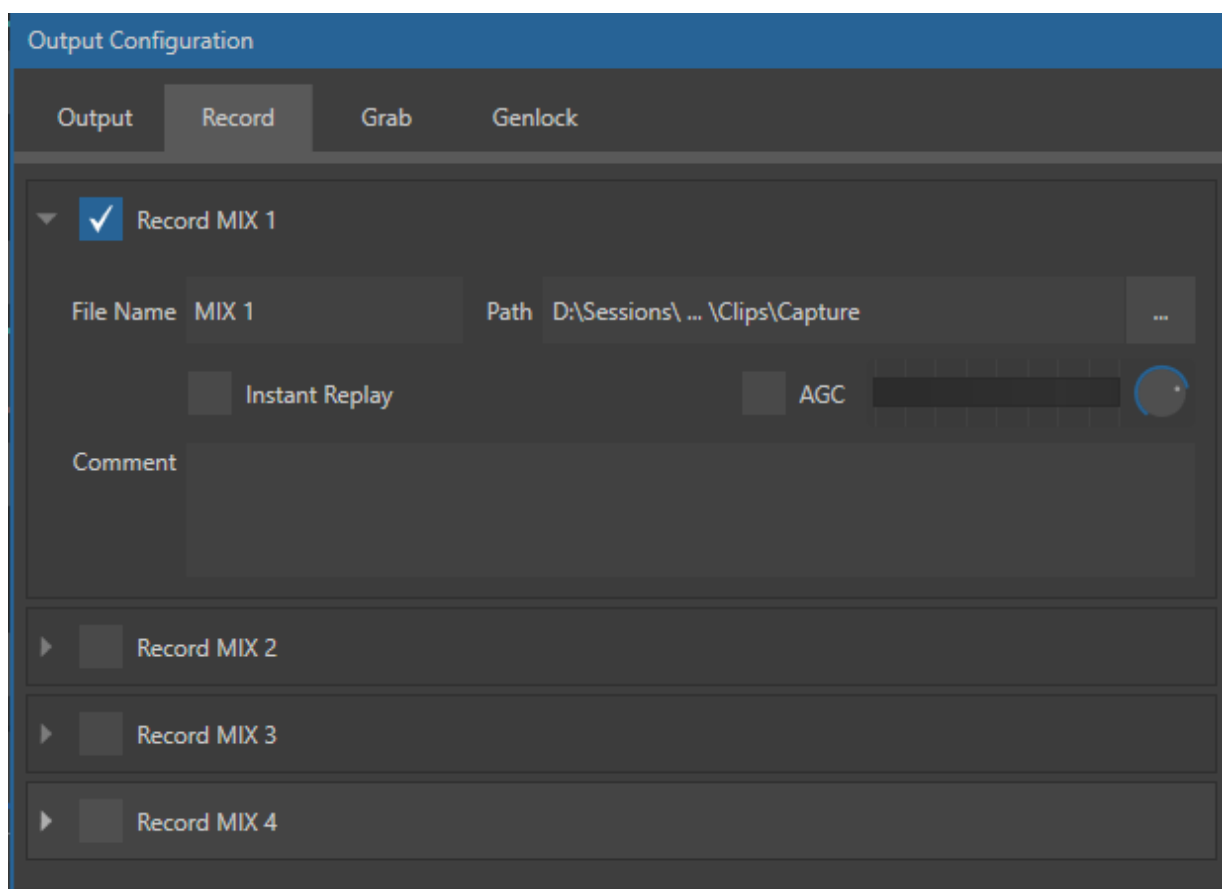 Output Configuration
Output Record Grab Genlock
Record MIX 1
File Name MIX 1 Path D:\Sessions\ ... \Clips\Capture ...
Instant Replay AGC
Comment
Record MIX 2
Record MIX 3
Record MIX 4